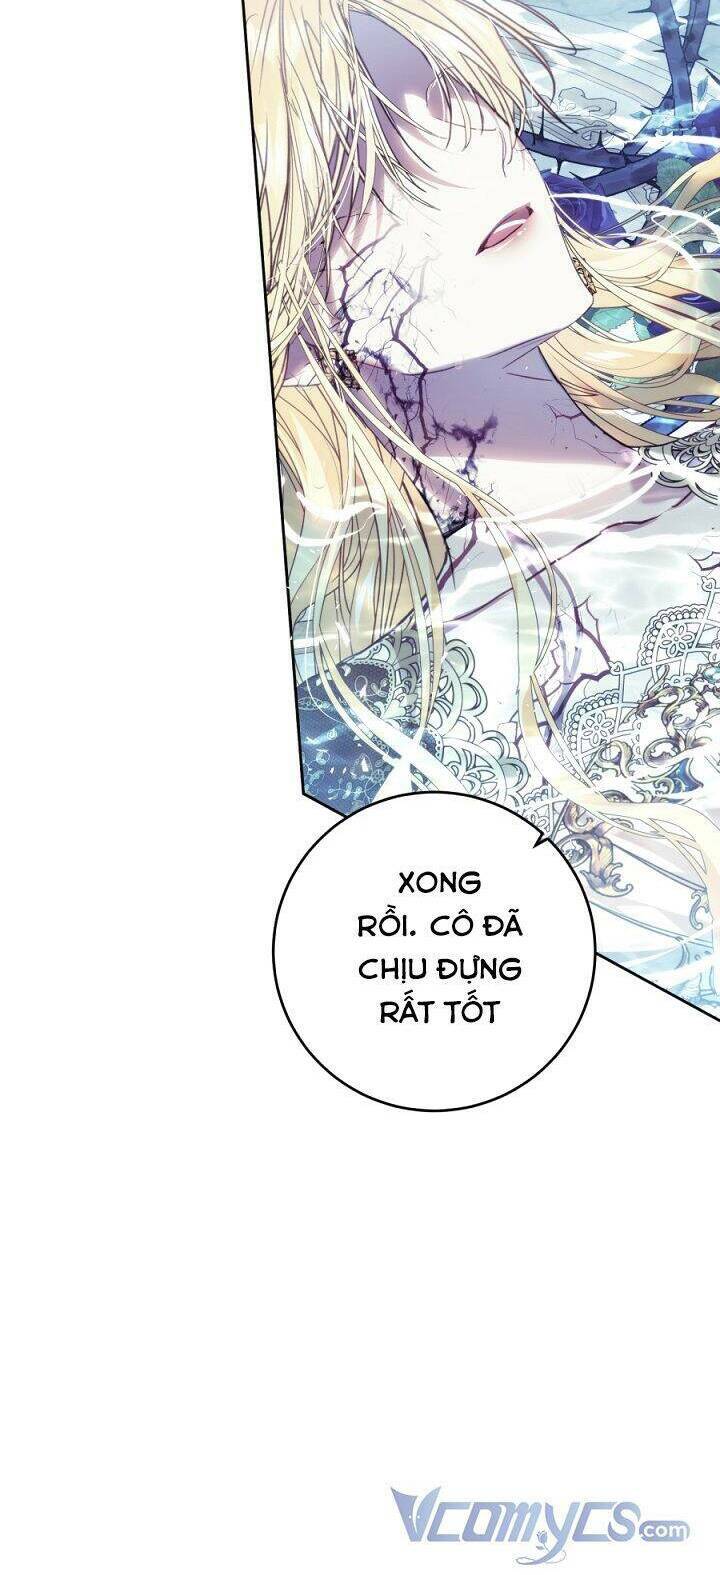 XONG
RỒI. CÔ ĐÃ
CHỊU ĐỰNG
RẤT TỐT
VCOMYCS.com